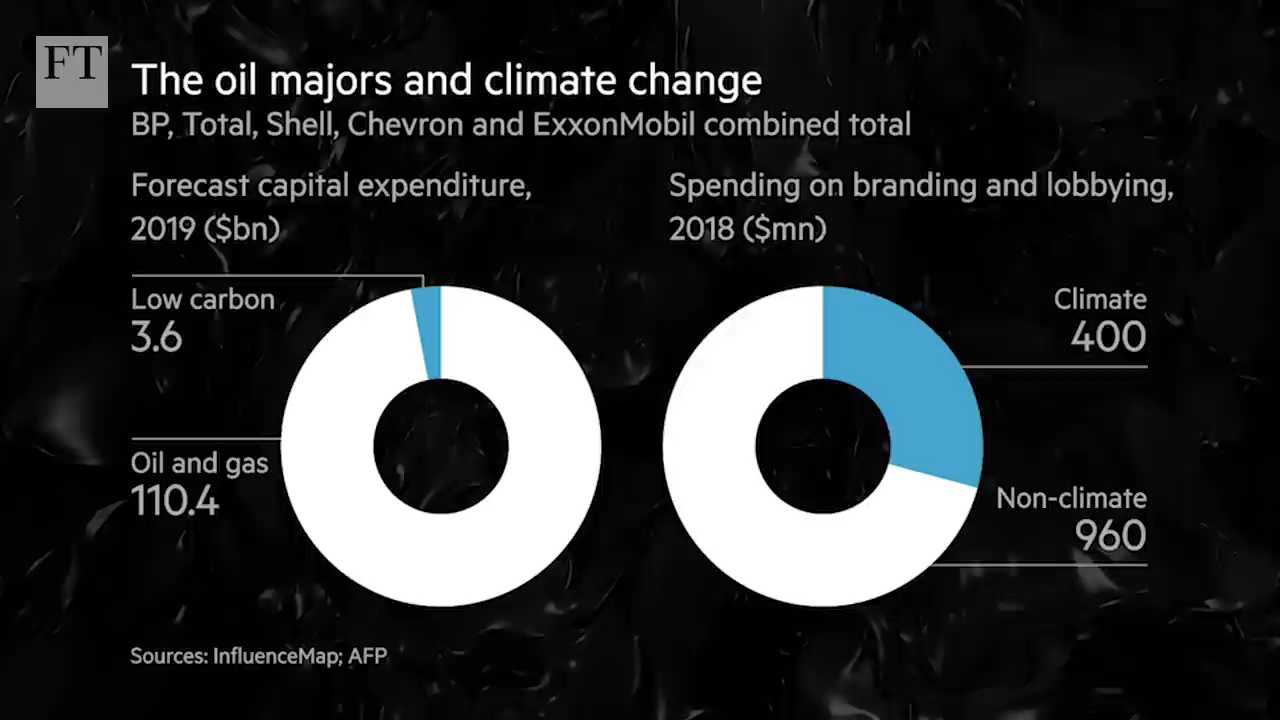 FT
The oil majors and climate change
BP, Total, Shell, Chevron and ExxonMobil combined total
Forecast capital expenditure,
2019 ($bn)
Low carbon
3.6
Oil and gas
110.4
Spending on branding and lobbying,
2018 ($mn)
Climate
400
Non-climate
960
Sources: InfluenceMap; AFP